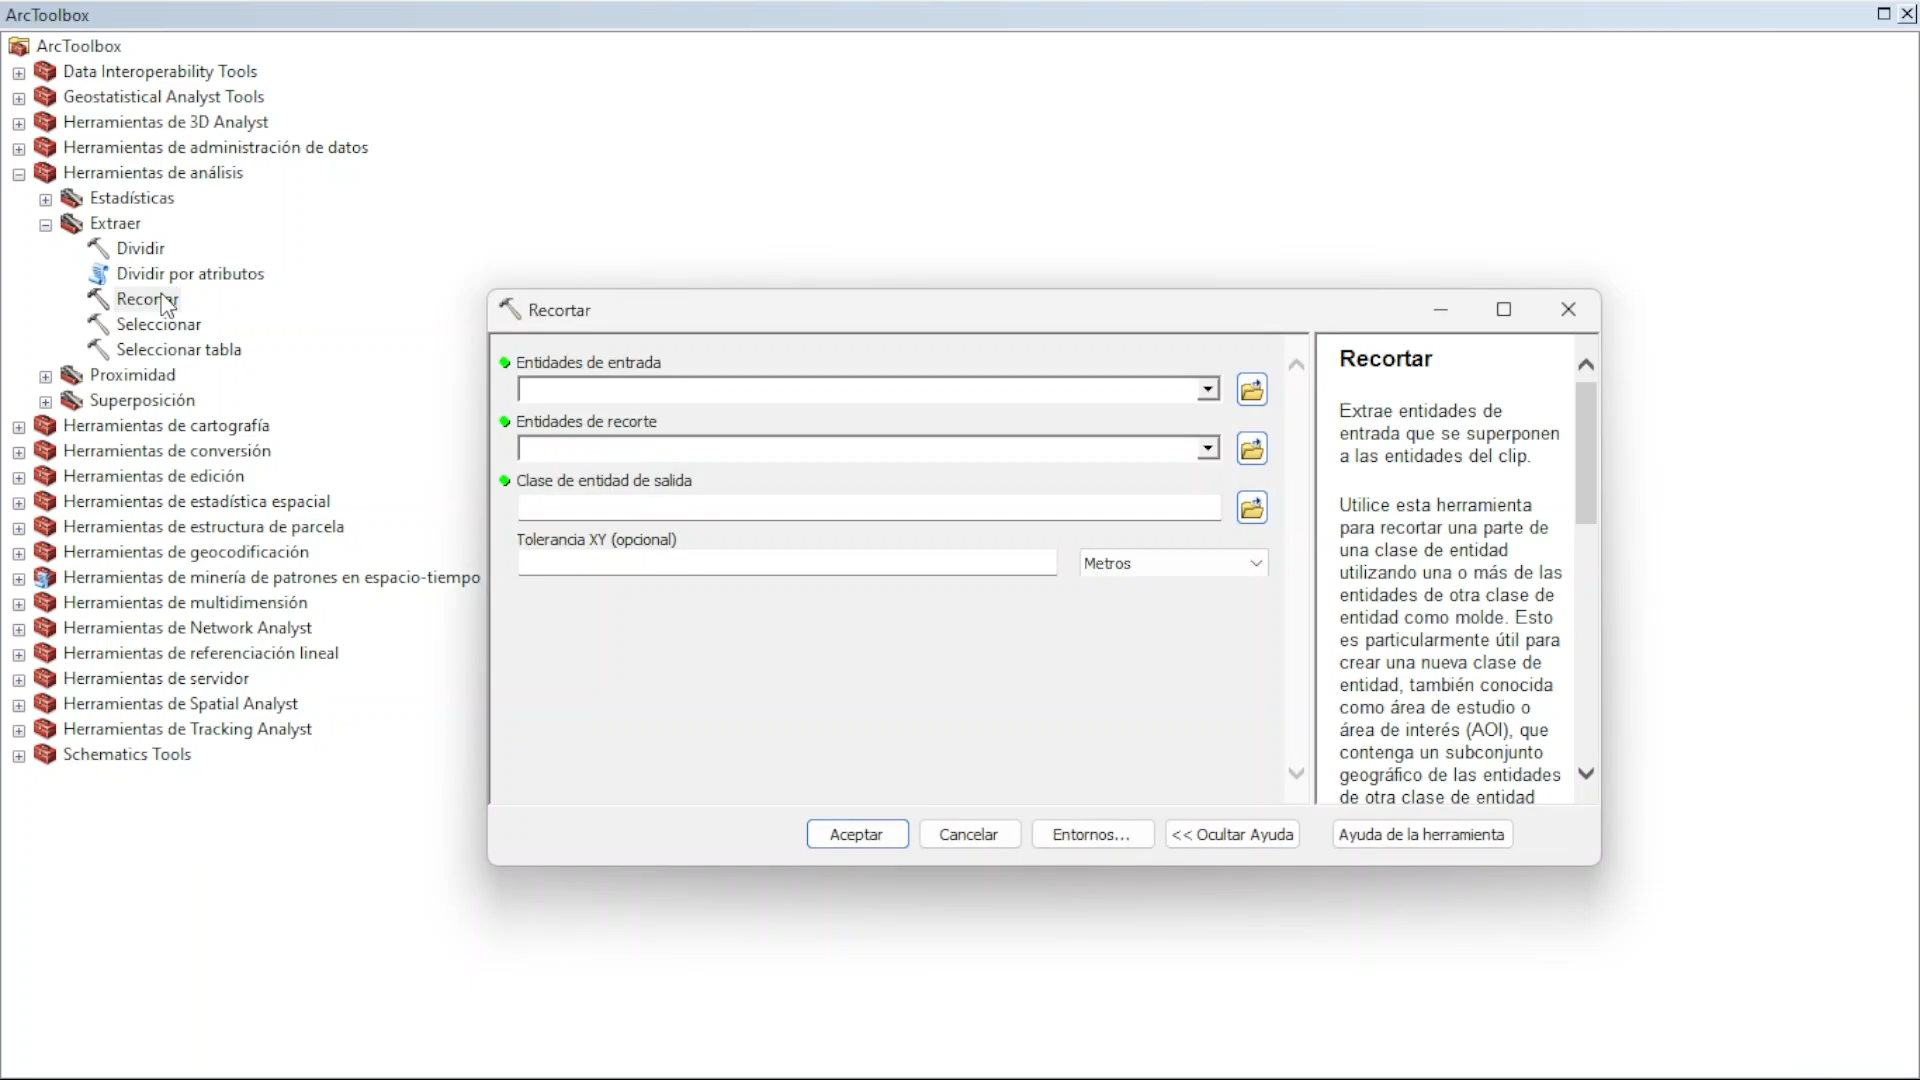 ArcToolbox
ArcToolbox
Data Interoperability Tools
Geostatistical Analyst Tools
Herramientas de 3D Analyst
Herramientas de administración de datos
Herramientas de análisis
Estadísticas
Extraer
Dividir
Dividir por atributos
Recortar
Seleccionar
Seleccionar tabla
Proximidad
Superposición
Herramientas de cartografía
Herramientas de conversión
Herramientas de edición
Herramientas de estadística espacial
Herramientas de estructura de parcela
Herramientas de geocodificación
Herramientas de minería de patrones en espacio-tiempo
Herramientas de multidimensión
Herramientas de Network Analyst
Herramientas de referenciación lineal
Herramientas de servidor
Herramientas de Spatial Analyst
Herramientas de Tracking Analyst
Schematics Tools
Recortar
Entidades de entrada
Entidades de recorte
Clase de entidad de salida
Tolerancia XY (opcional)
Metros
Aceptar
Cancelar
Entornos...
<< Ocultar Ayuda
Recortar
Extrae entidades de
entrada que se superponen
a las entidades del clip.
Utilice esta herramienta
para recortar una parte de
una clase de entidad
utilizando una o más de las
entidades de otra clase de
entidad como molde. Esto
es particularmente útil para
crear una nueva clase de
entidad, también conocida
como área de estudio o
área de interés (AOI), que
contenga un subconjunto
geográfico de las entidades
de otra clase de entidad
Ayuda de la herramienta